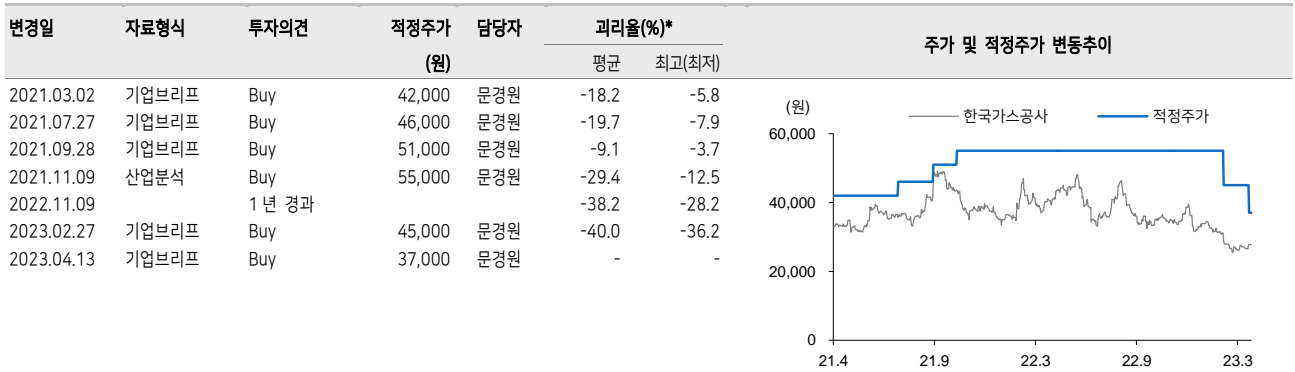 변경일 자료형식 투자의견 적정주가 담당자 괴리율(%)*
(원) 평균 최고(최저)
2021.03.02 기업브리프 Buy 42,000 문경원 -18.2 -5.8
2021.07.27 기업브리프 Buy 46,000 문경원 -19.7 -7.9
2021.09.28 기업브리프 Buy 51,000 문경원 -9.1 -3.7
2021.11.09 산업분석 Buy 55,000 문경원 -29.4 -12.5
2022.11.09 1년 경과 -38.2 -28.2
2023.02.27 기업브리프 Buy 45,000 문경원 -40.0 -36.2
2023.04.13 기업브리프 Buy 37,000 문경원 - -
주가 및 적정주가 변동추이
(원)
한국가스공사 적정주가
60,000
40,000
20,000
0
21.4 21.9 22.3 22.9 23.3